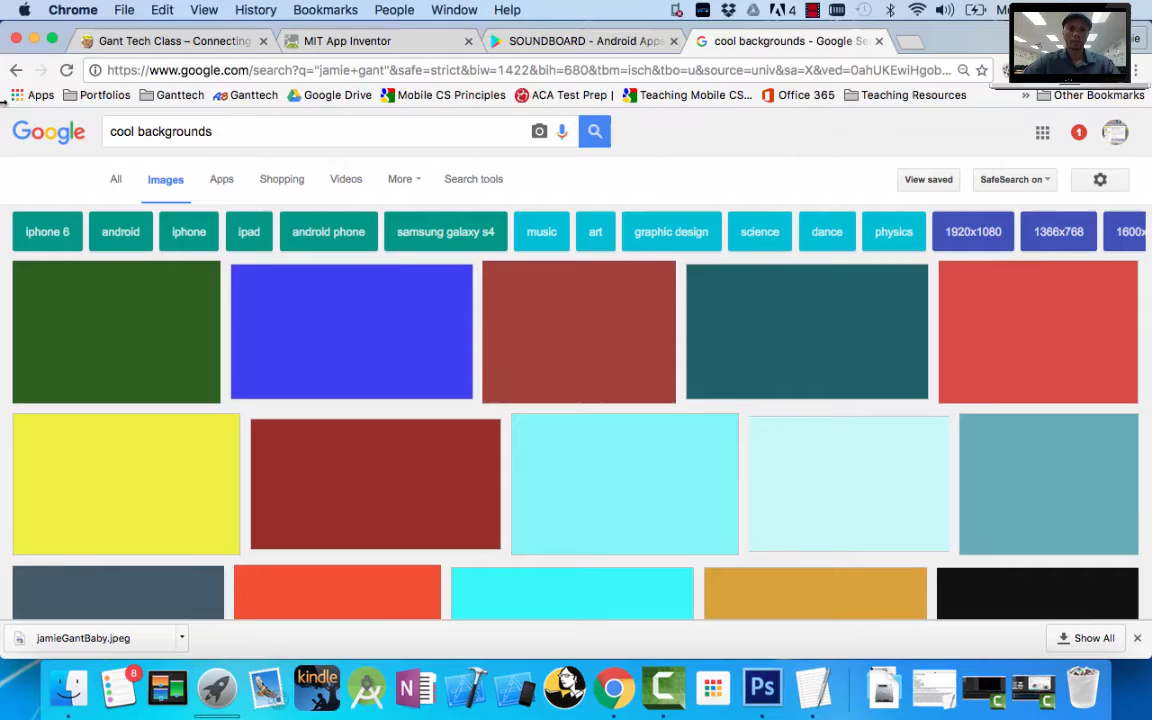 Chrome File Edit View History Bookmarks People Window Help
Gant Tech Class – Connecting
MIT App Inventor
SOUNDBOARD - Android Apps
cool backgrounds - Google Se
https://www.google.com/search?q="jamie+gant"&safe=strict&biw=1422&bih=680&tbm=isch&tbo=u&source=univ&sa=X&ved=0ahUKEwiHgob...
Apps Portfolios Ganttech Ganttech Google Drive Mobile CS Principles ACA Test Prep | Teaching Mobile CS... Office 365 Teaching Resources » Other Bookmarks
Google cool backgrounds 1
All Images Apps Shopping Videos More Search tools View saved SafeSearch on
iphone 6 android iphone ipad android phone samsung galaxy s4 music art graphic design science dance physics 1920x1080 1366x768 1600x
jamieGantBaby.jpeg Show All
8
kindle
Ps